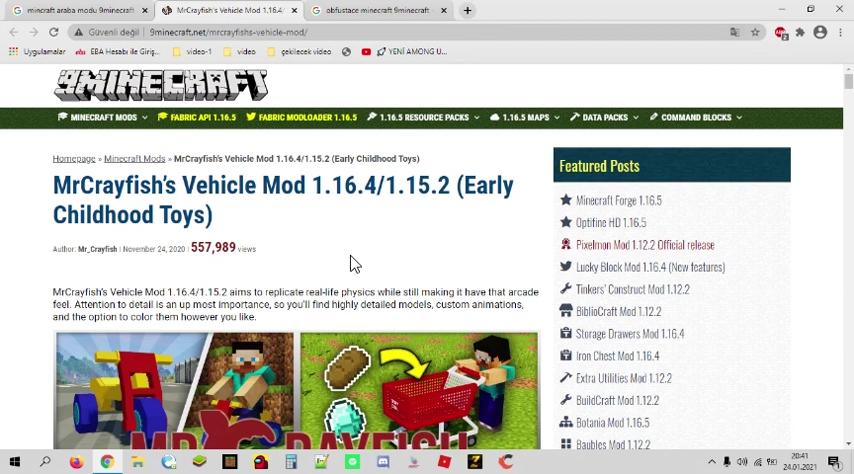 mincraft araba modu 9minecraft
MrCrayfish's Vehicle Mod 1.16.4/
obfustace minecraft 9minecraft
Güvenli değil
9minecraft.net/mrcrayfishs-vehicle-mod/
Uygulamalar
EBA Hesabı ile Giriş...
video-1
video
çekilecek video
YENİ AMONG U...
9MINECRAFT
MINECRAFT MODS
FABRIC API 1.16.5
FABRIC MODLOADER 1.16.5
1.16.5 RESOURCE PACKS
1.16.5 MAPS
DATA PACKS
COMMAND BLOCKS
Homepage » Minecraft Mods » MrCrayfish's Vehicle Mod 1.16.4/1.15.2 (Early Childhood Toys)
MrCrayfish's Vehicle Mod 1.16.4/1.15.2 (Early
Childhood Toys)
Author: Mr_Crayfish | November 24, 2020 | 557,989 views
MrCrayfish's Vehicle Mod 1.16.4/1.15.2 aims to replicate real-life physics while still making it have that arcade
feel. Attention to detail is an up most importance, so you'll find highly detailed models, custom animations,
and the option to color them however you like.
MR CRAYFISH
Featured Posts
Minecraft Forge 1.16.5
Optifine HD 1.16.5
Pixelmon Mod 1.12.2 Official release
Lucky Block Mod 1.16.4 (New features)
Tinkers' Construct Mod 1.12.2
BiblioCraft Mod 1.12.2
Storage Drawers Mod 1.16.4
Iron Chest Mod 1.16.4
Extra Utilities Mod 1.12.2
BuildCraft Mod 1.12.2
Botania Mod 1.16.5
Baubles Mod 1.12.2
20:41
24.01.2021